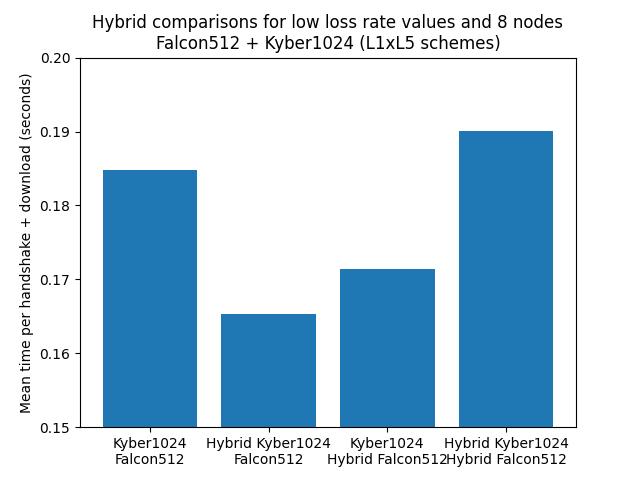 Hybrid comparisons for low loss rate values and 8 nodes
Falcon512 + Kyber1024 (L1xL5 schemes)
Mean time per handshake + download (seconds)
0.20
0.19
0.18
0.17
0.16
0.15
Kyber1024
Falcon512
Hybrid Kyber1024
Falcon512
Kyber1024
Hybrid Falcon512
Hybrid Kyber1024
Hybrid Falcon512